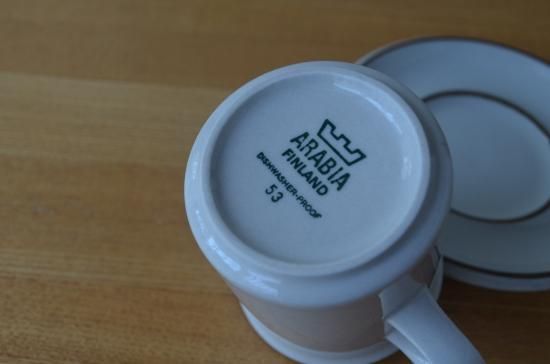 ARABIA
FINLAND
DISHWASHER-PROOF
53